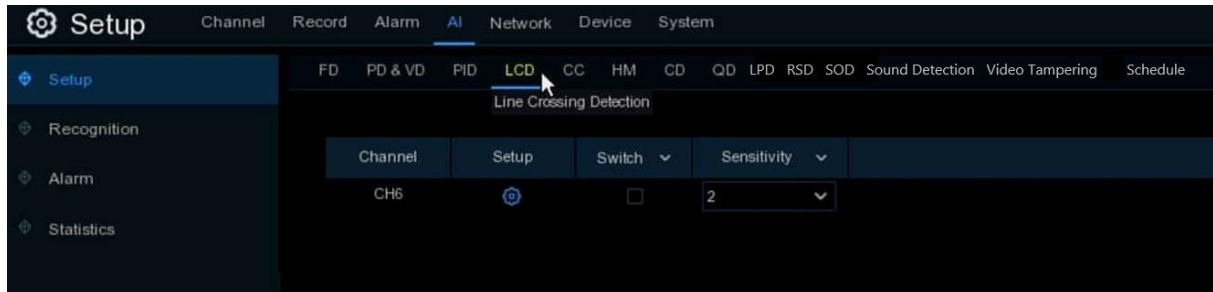 Setup Channel Record Alarm AI Network Device System
Setup
Recognition
Alarm
Statistics
FD PD & VD PID LCD CC HM CD QD LPD RSD SOD Sound Detection Video Tampering Schedule
Line Crossing Detection
Channel Setup Switch Sensitivity
CH6 2